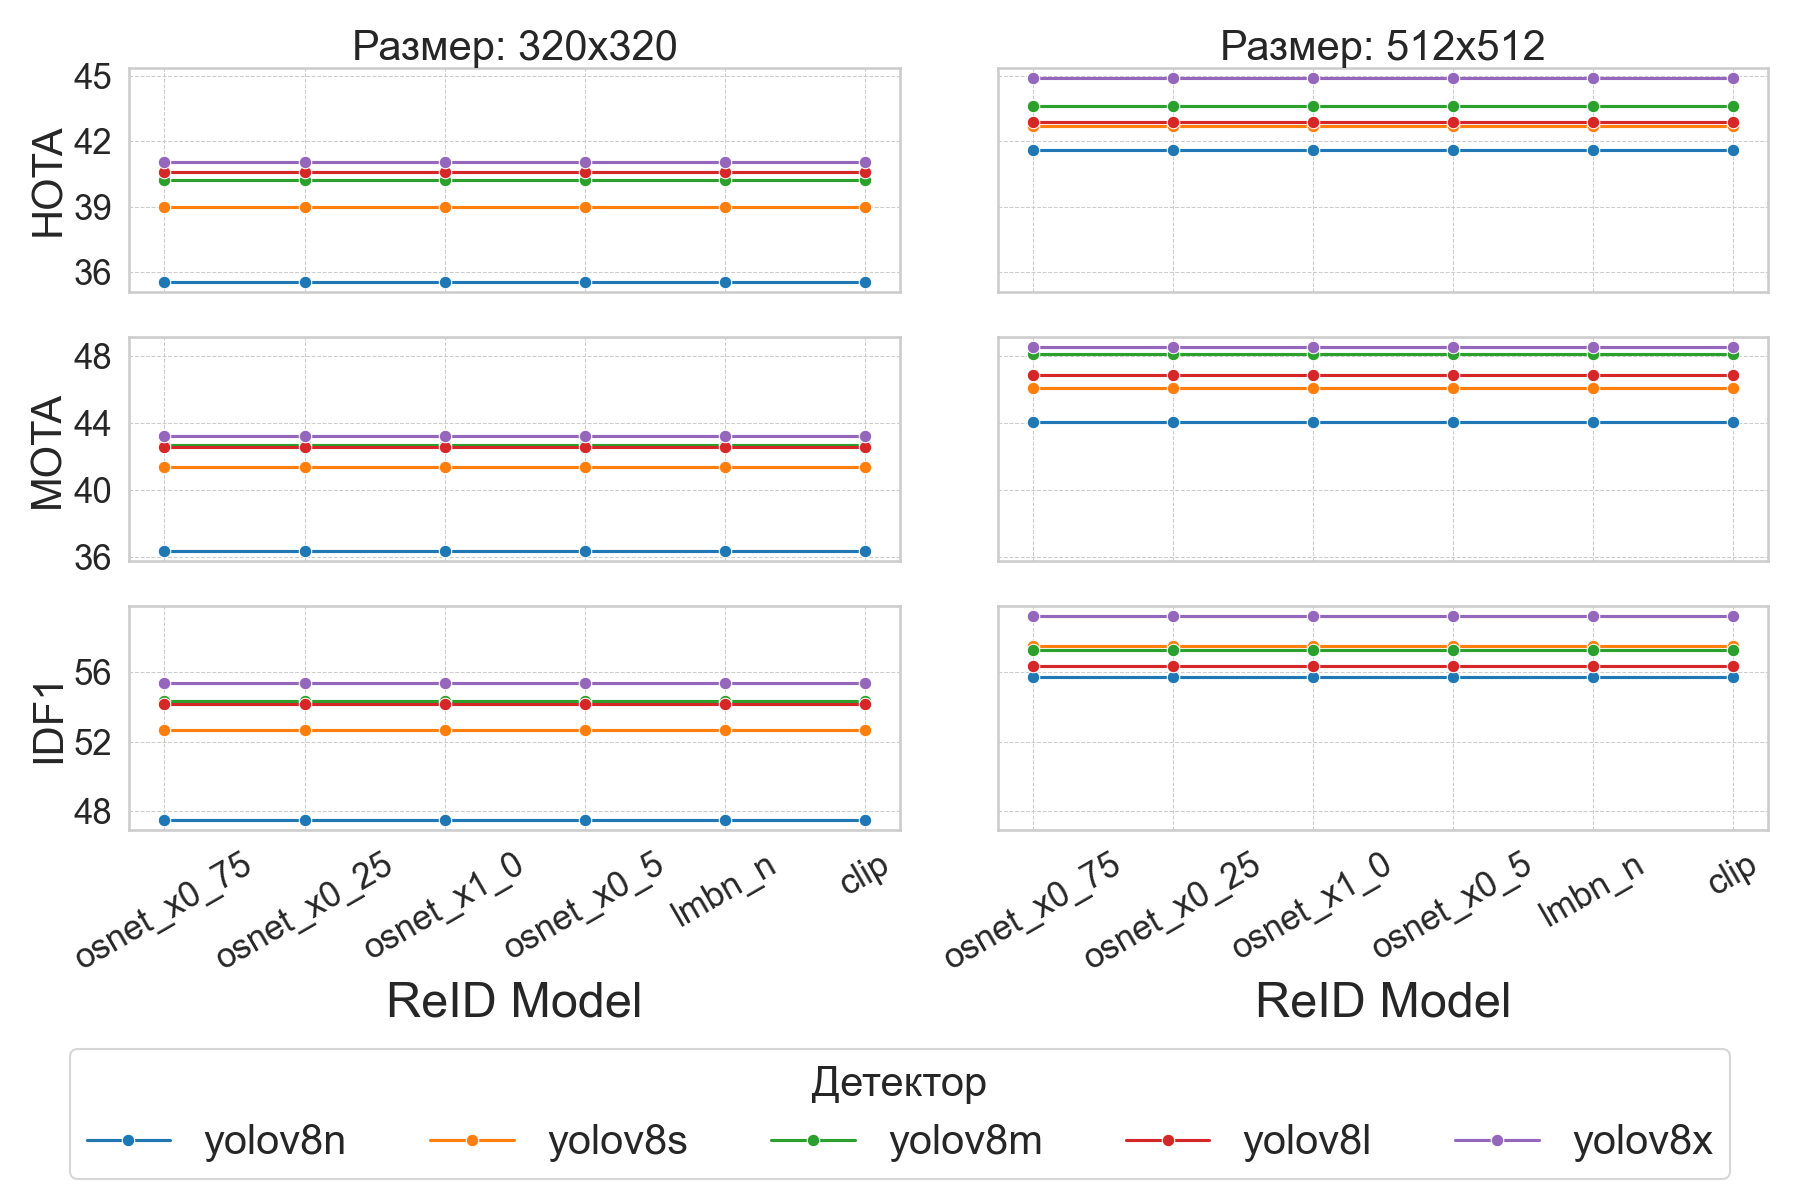 Размер: 320x320
Размер: 512x512
HOTA
45
42
39
36
MOTA
48
44
40
36
IDF1
56
52
48
osnet_x0_75
osnet_x0_25
osnet_x1_0
osnet_x0_5
lmbn_n
clip
osnet_x0_75
osnet_x0_25
osnet_x1_0
osnet_x0_5
lmbn_n
clip
ReID Model
ReID Model
Детектор
yolov8n
yolov8s
yolov8m
yolov8l
yolov8x